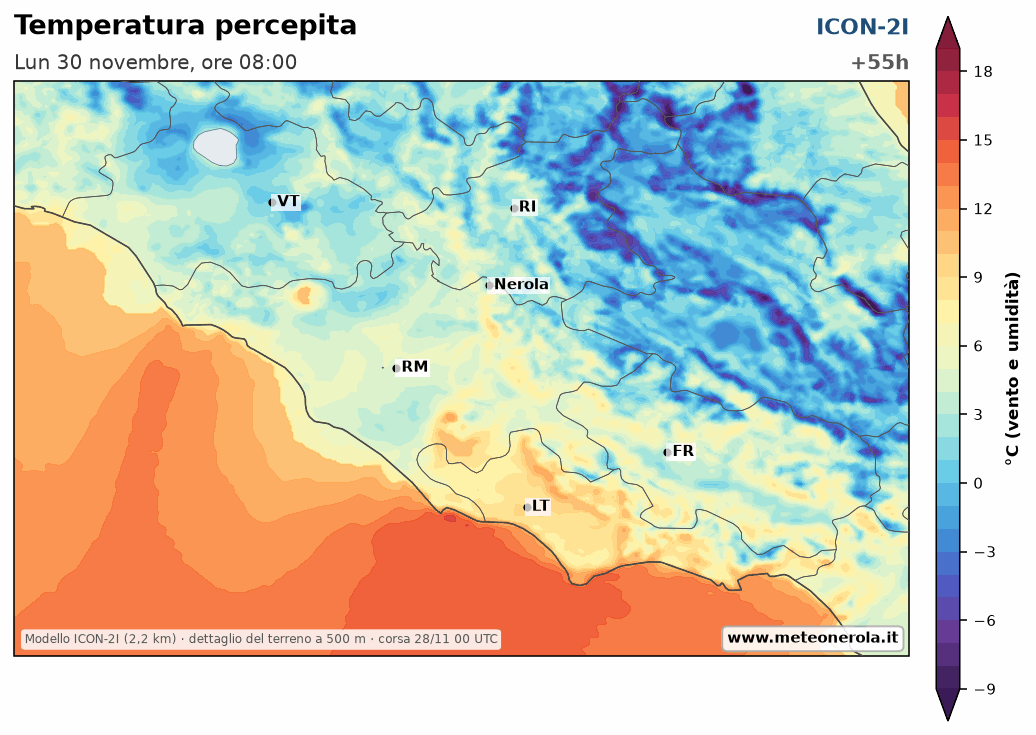 Temperatura percepita
ICON-2I
Lun 30 novembre, ore 08:00
+55h
VT
RI
Nerola
RM
FR
LT
Modello ICON-2I (2,2 km) · dettaglio del terreno a 500 m · corsa 28/11 00 UTC
www.meteonerola.it
18
15
12
9
6
3
0
−3
−6
−9
°C (vento e umidità)